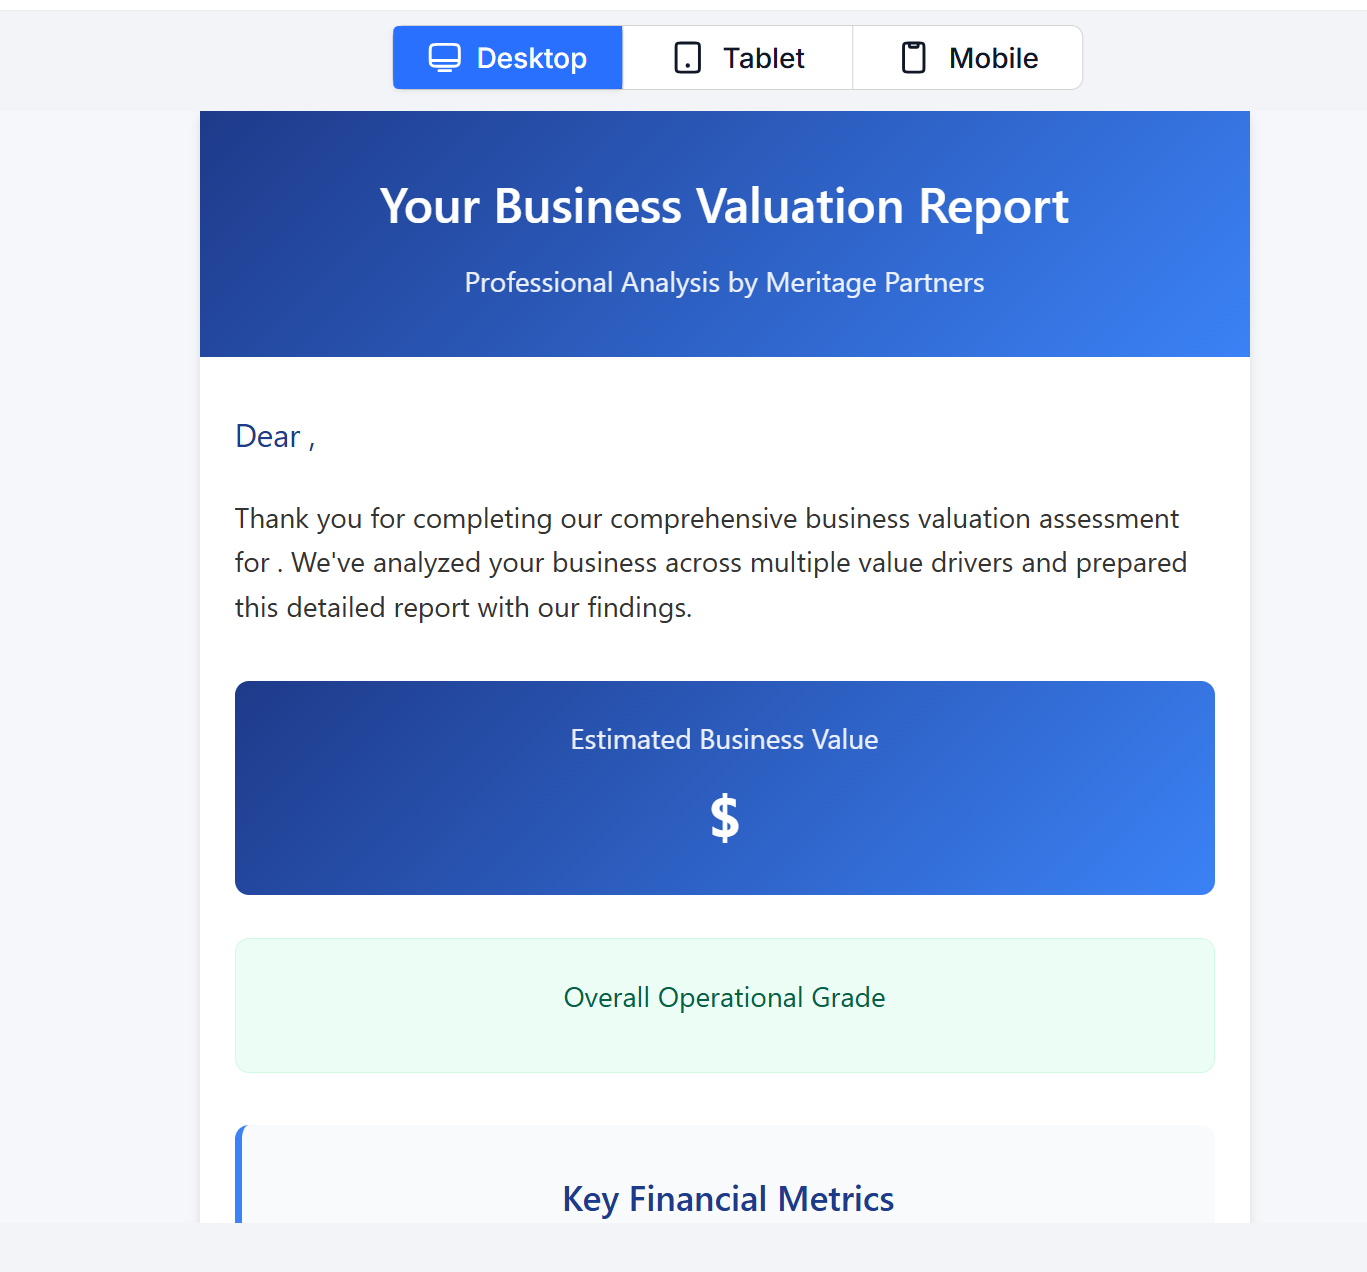 Desktop
Tablet
Mobile
Your Business Valuation Report
Professional Analysis by Meritage Partners
Dear ,
Thank you for completing our comprehensive business valuation assessment
for . We've analyzed your business across multiple value drivers and prepared
this detailed report with our findings.
Estimated Business Value
$
Overall Operational Grade
Key Financial Metrics